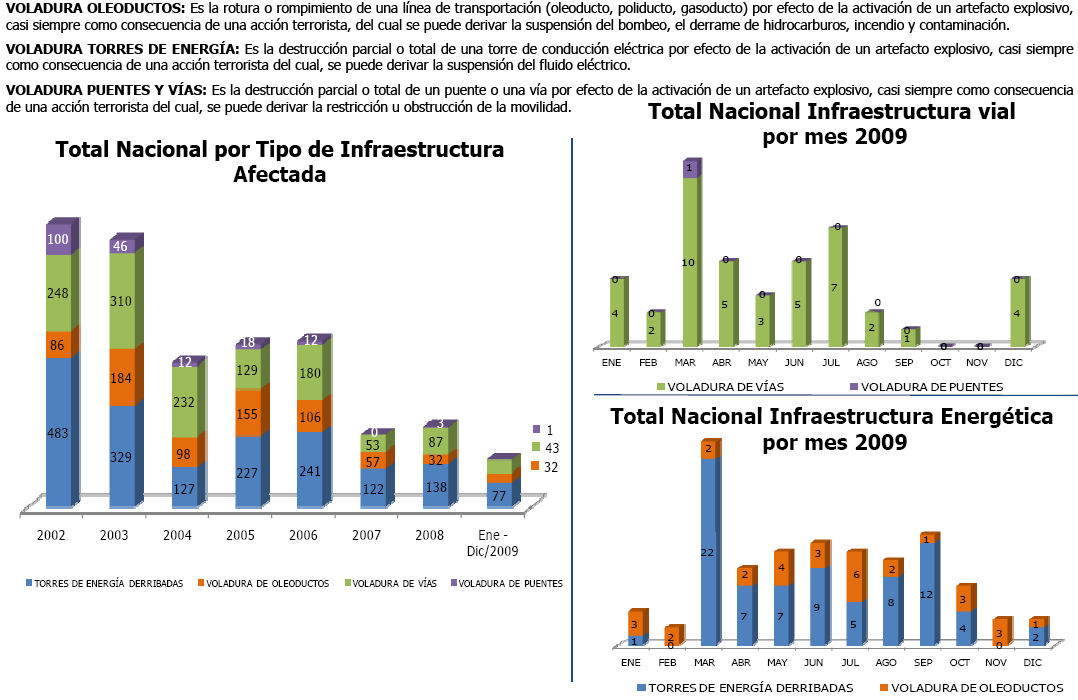 VOLADURA OLEODUCTOS: Es la rotura o rompimiento de una línea de transportación (oleoducto, poliducto, gasoducto) por efecto de la activación de un artefacto explosivo,
casi siempre como consecuencia de una acción terrorista, del cual se puede derivar la suspensión del bombeo, el derrame de hidrocarburos, incendio y contaminación.
VOLADURA TORRES DE ENERGÍA: Es la destrucción parcial o total de una torre de conducción eléctrica por efecto de la activación de un artefacto explosivo, casi siempre
como consecuencia de una acción terrorista del cual, se puede derivar la suspensión del fluido eléctrico.
VOLADURA PUENTES Y VÍAS: Es la destrucción parcial o total de un puente o una vía por efecto de la activación de un artefacto explosivo, casi siempre como consecuencia
de una acción terrorista del cual, se puede derivar la restricción u obstrucción de la movilidad.
Total Nacional por Tipo de Infraestructura
Afectada
100 46 12 18 12 0 3 1
248 310 232 129 180 53 87 43
86 184 98 155 106 57 32 32
483 329 127 227 241 122 138 77
2002 2003 2004 2005 2006 2007 2008 Ene -
Dic/2009
TORRES DE ENERGÍA DERRIBADAS VOLADURA DE OLEODUCTOS VOLADURA DE VÍAS VOLADURA DE PUENTES
Total Nacional Infraestructura vial
por mes 2009
0 0 1 0 0 0 0 0 0 0 0 0
4 2 10 5 3 5 7 2 1 4
ENE FEB MAR ABR MAY JUN JUL AGO SEP OCT NOV DIC
VOLADURA DE VÍAS VOLADURA DE PUENTES
Total Nacional Infraestructura Energética
por mes 2009
3 2 2 2 4 3 6 2 1 3 3 1
1 0 22 7 7 9 5 8 12 4 0 2
ENE FEB MAR ABR MAY JUN JUL AGO SEP OCT NOV DIC
TORRES DE ENERGÍA DERRIBADAS VOLADURA DE OLEODUCTOS